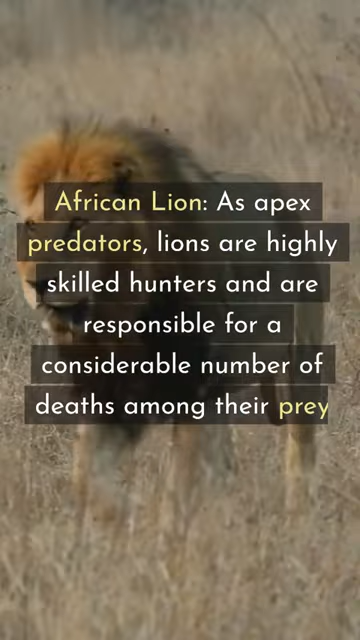 African Lion: As apex
predators, lions are highly
skilled hunters and are
responsible for a
considerable number of
deaths among their prey